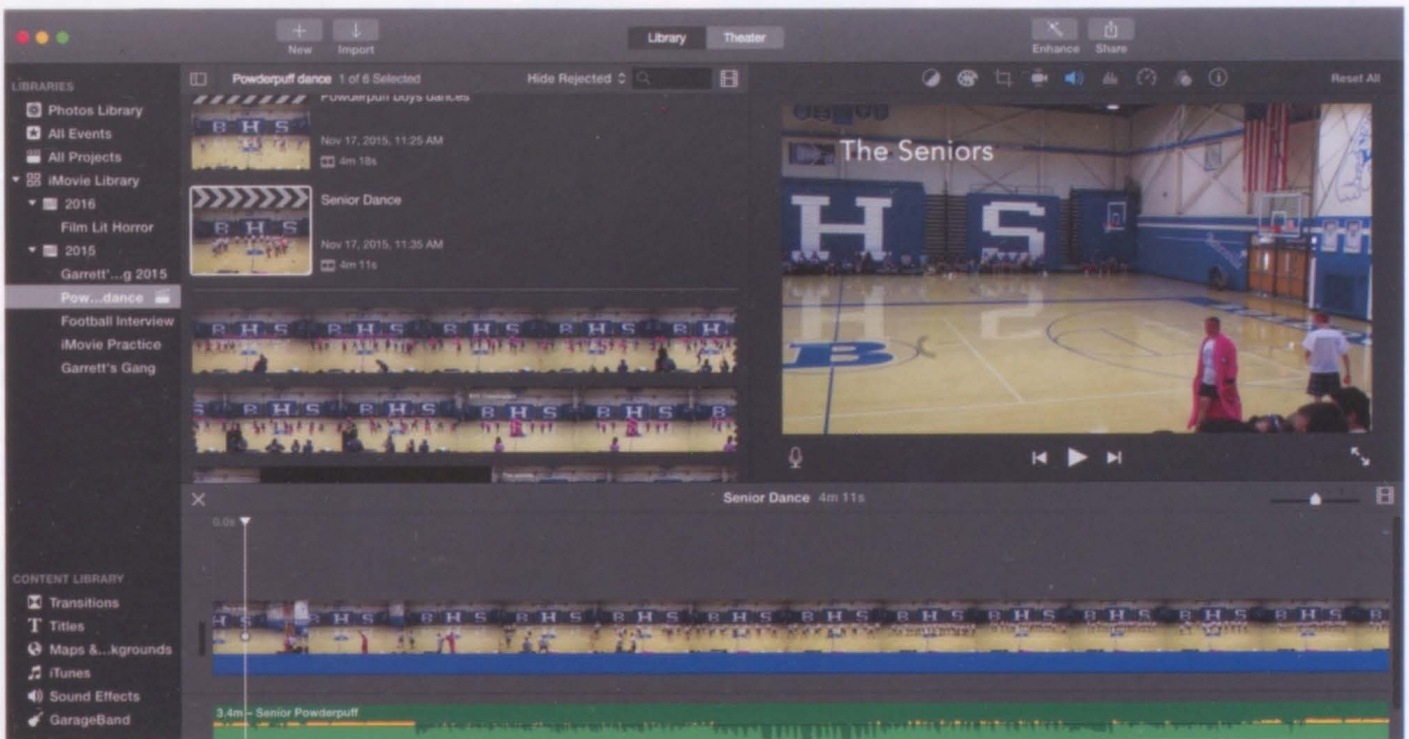 New Import
Library Theater
Enhance Share
LIBRARIES
Photos Library
All Events
All Projects
iMovie Library
2016
Film Lit Horror
2015
Garrett'...g 2015
Pow...dance
Football Interview
iMovie Practice
Garrett's Gang
CONTENT LIBRARY
Transitions
Titles
Maps &...kgrounds
iTunes
Sound Effects
GarageBand
Powderpuff dance 1 of 6 Selected Hide Rejected
Powderpuff boys dances
Nov 17, 2015, 11:25 AM
4m 18s
Senior Dance
Nov 17, 2015, 11:35 AM
4m 11s
B H S
B H S
Reset All
The Seniors
H S
B
Senior Dance 4m 11s
0.0s
3.4m – Senior Powderpuff